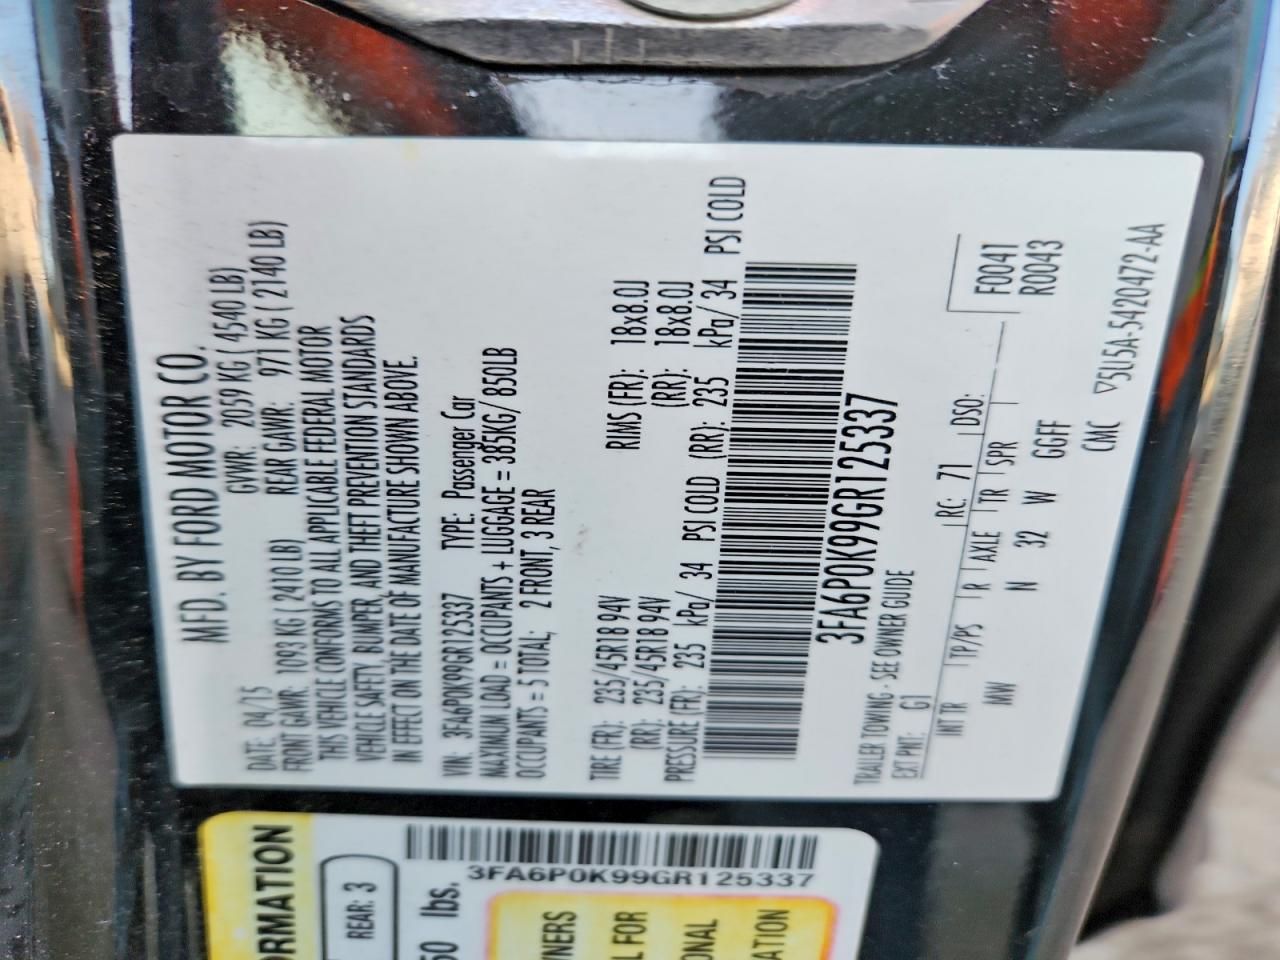 MFD. BY FORD MOTOR CO.
DATE: 04/15 GVWR: 2059 KG ( 4540 LB)
FRONT GAWR: 1093 KG ( 2410 LB) REAR GAWR: 971 KG ( 2140 LB)
THIS VEHICLE CONFORMS TO ALL APPLICABLE FEDERAL MOTOR
VEHICLE SAFETY, BUMPER, AND THEFT PREVENTION STANDARDS
IN EFFECT ON THE DATE OF MANUFACTURE SHOWN ABOVE.
VIN: 3FA6P0K99GR125337 TYPE: Passenger Car
MAXIMUM LOAD = OCCUPANTS + LUGGAGE = 385KG/ 850LB
OCCUPANTS = 5 TOTAL; 2 FRONT, 3 REAR
TIRE (FR): 235/45R18 94V RIMS (FR): 18x8.0J
(RR): 235/45R18 94V (RR): 18x8.0J
PRESSURE (FR): 235 kPa/ 34 PSI COLD (RR): 235 kPa/ 34 PSI COLD
3FA6P0K99GR125337
TRAILER TOWING - SEE OWNER GUIDE
EXT PNT: G1 RC: 71 DSO: F0041
R0043
INT TR TP/PS R AXLE TR SPR
MW N 32 W GGFF
CMC 5U5A-5420472-AA
ORMATION
REAR: 3
lbs.
3FA6P0K99GR125337
WNERS
L FOR
ONAL
ATION